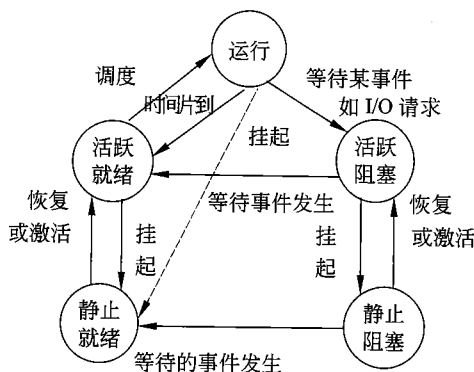 运行
调度
时间片到
等待某事件
如 I/O 请求
挂起
活跃
就绪
活跃
阻塞
等待事件发生
恢复
或激活
挂
起
挂
起
恢复
或激活
静止
就绪
静止
阻塞
等待的事件发生